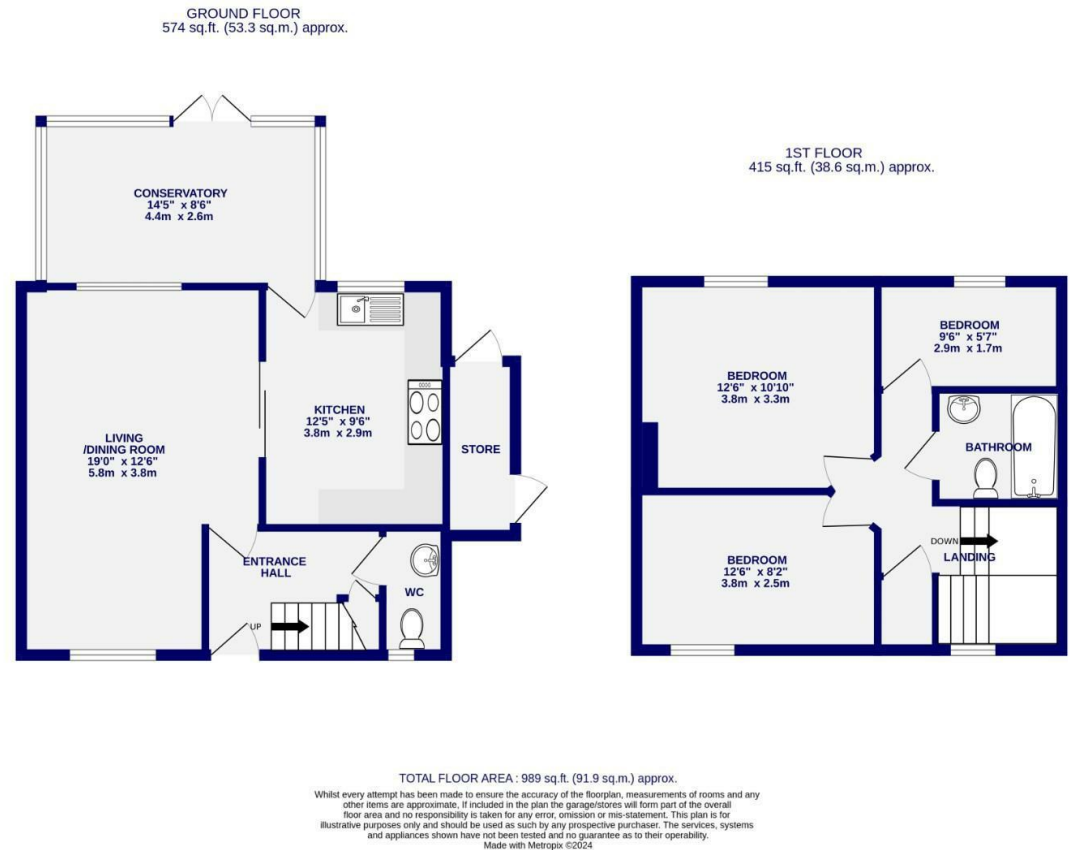 GROUND FLOOR
574 sq.ft. (53.3 sq.m.) approx.
CONSERVATORY
14'5" x 8'6"
4.4m x 2.6m
KITCHEN
12'5" x 9'6"
3.8m x 2.9m
LIVING
/DINING ROOM
19'0" x 12'6"
5.8m x 3.8m
STORE
ENTRANCE
HALL
WC
UP
1ST FLOOR
415 sq.ft. (38.6 sq.m.) approx.
BEDROOM
9'6" x 5'7"
2.9m x 1.7m
BEDROOM
12'6" x 10'10"
3.8m x 3.3m
BATHROOM
DOWN
LANDING
BEDROOM
12'6" x 8'2"
3.8m x 2.5m
TOTAL FLOOR AREA : 989 sq.ft. (91.9 sq.m.) approx.
Whilst every attempt has been made to ensure the accuracy of the floorplan, measurements of rooms and any
other items are approximate, If included in the plan the garage/stores will form part of the overall
floor area and no responsibility is taken for any error, omission or mis-statement. This plan is for
illustrative purposes only and should be used as such by any prospective purchaser. The services, systems
and appliances shown have not been tested and no guarantee as to their operability.
Made with Metropix ©2024